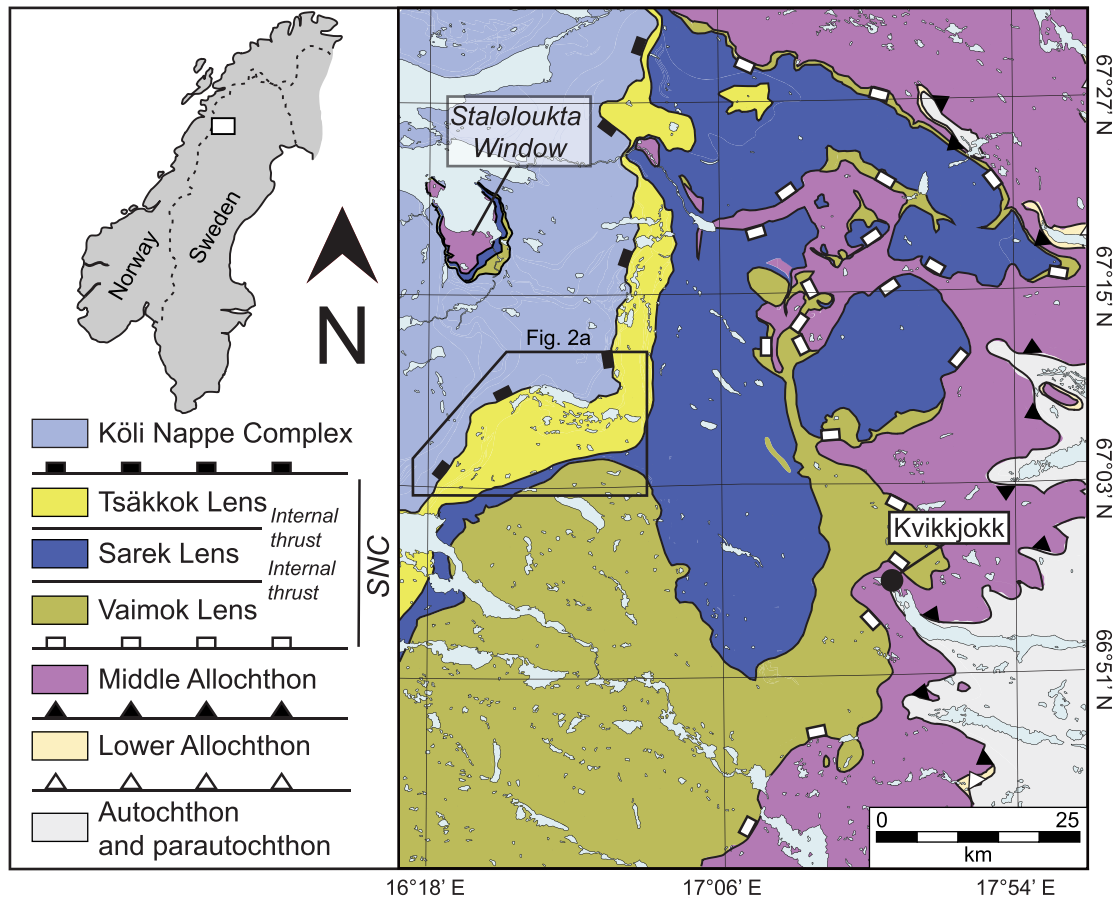 Norway
Sweden
N
Köli Nappe Complex
Tsäkkok Lens
Internal
thrust
Sarek Lens
Internal
thrust
Vaimok Lens
SNC
Middle Allochthon
Lower Allochthon
Autochthon
and parautochthon
Staloloukta
Window
Fig. 2a
Kvikkjokk
0 25
km
67°27' N
67°15' N
67°03' N
66°51' N
16°18' E
17°06' E
17°54' E